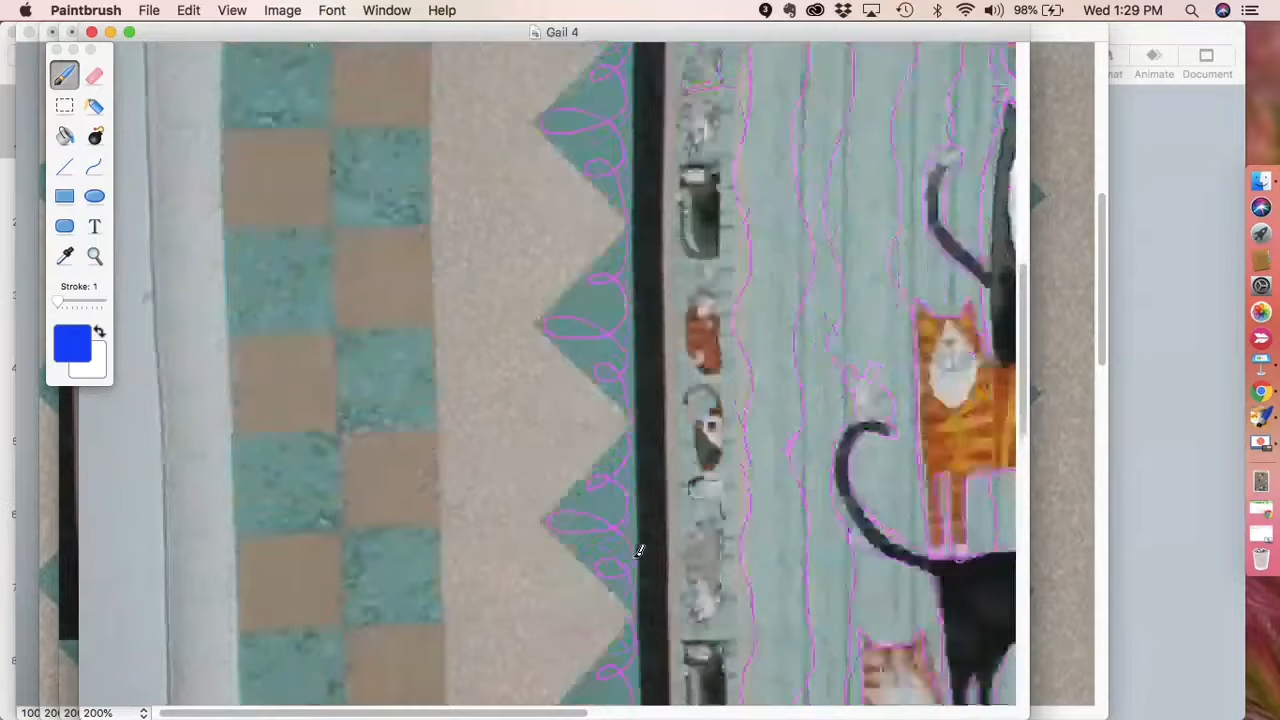 Paintbrush File Edit View Image Font Window Help 98% Wed 1:29 PM
Gail 4
Animate Document
Stroke: 1
200%